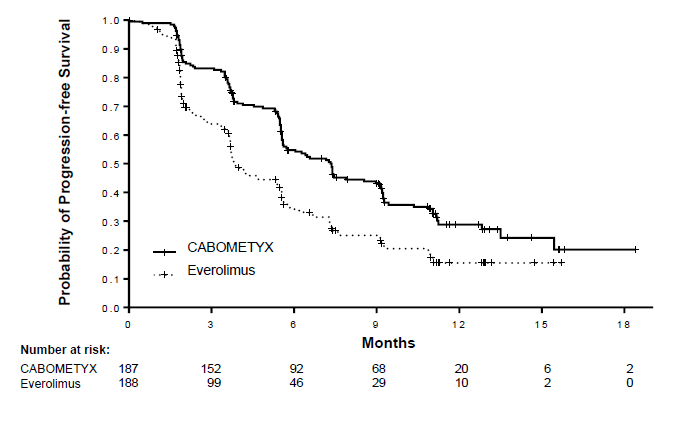 Probability of Progression-free Survival
1.0
0.9
0.8
0.7
0.6
0.5
0.4
0.3
0.2
0.1
0.0
CABOMETYX
Everolimus
0 3 6 9 12 15 18
Months
Number at risk:
CABOMETYX 187 152 92 68 20 6 2
Everolimus 188 99 46 29 10 2 0